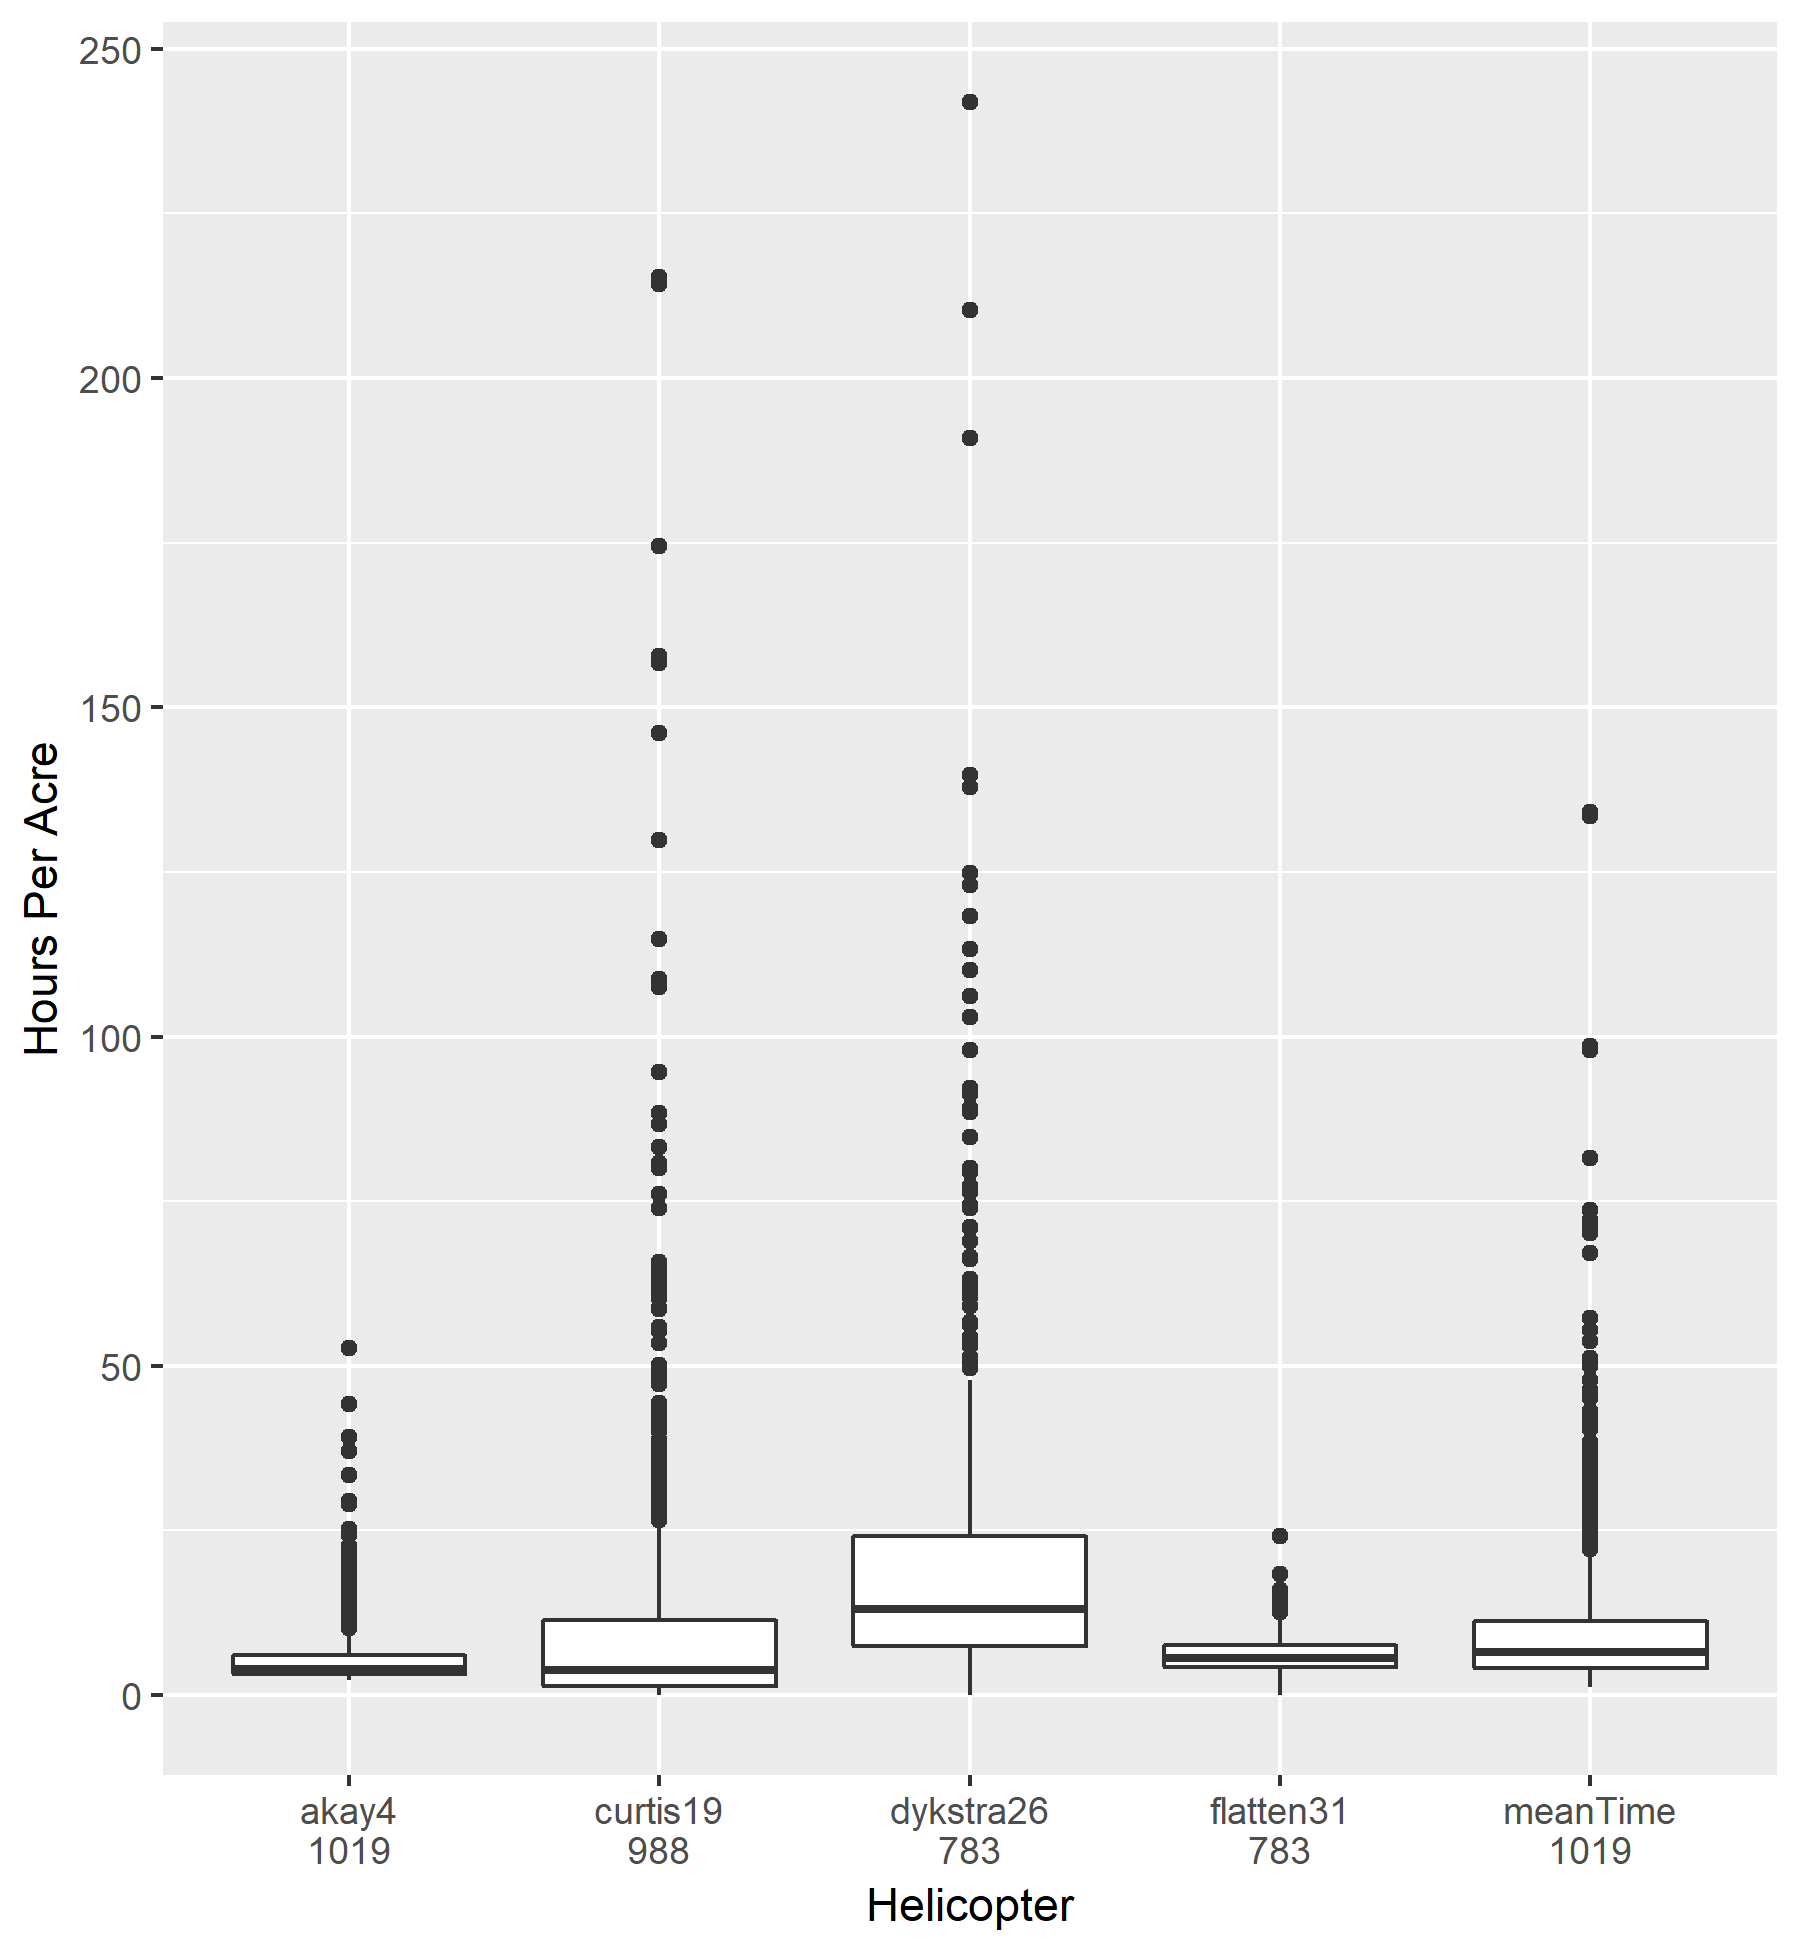 250
200
150
100
50
0
Hours Per Acre
akay4
1019
curtis19
988
dykstra26
783
flatten31
783
meanTime
1019
Helicopter